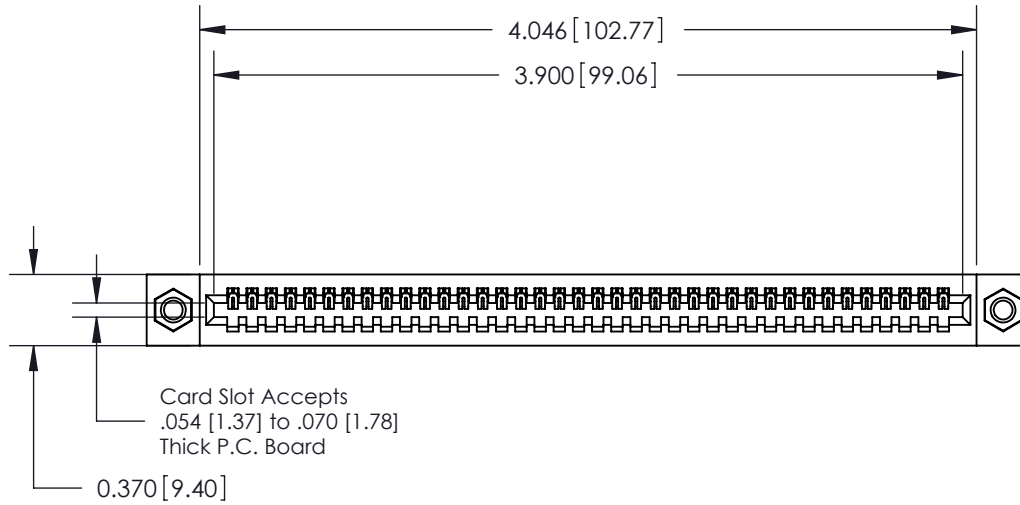 4.046 [102.77]
3.900 [99.06]
Card Slot Accepts
.054 [1.37] to .070 [1.78]
Thick P.C. Board
0.370 [9.40]